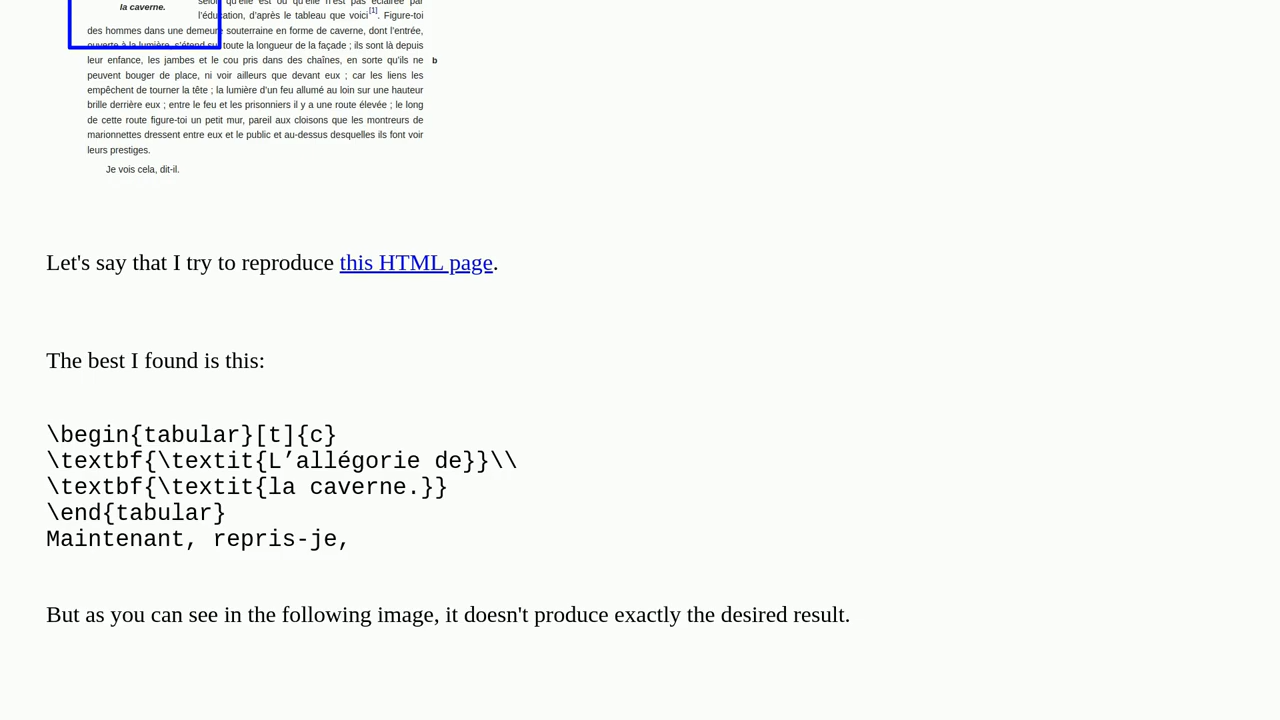 la caverne. selon qu'elle est ou qu'elle n'est pas éclairée par
l'éducation, d'après le tableau que voici[1]. Figure-toi
des hommes dans une demeure souterraine en forme de caverne, dont l'entrée,
ouverte à la lumière, s'étend sur toute la longueur de la façade ; ils sont là depuis
leur enfance, les jambes et le cou pris dans des chaînes, en sorte qu'ils ne b
peuvent bouger de place, ni voir ailleurs que devant eux ; car les liens les
empêchent de tourner la tête ; la lumière d'un feu allumé au loin sur une hauteur
brille derrière eux ; entre le feu et les prisonniers il y a une route élevée ; le long
de cette route figure-toi un petit mur, pareil aux cloisons que les montreurs de
marionnettes dressent entre eux et le public et au-dessus desquelles ils font voir
leurs prestiges.
Je vois cela, dit-il.
Let's say that I try to reproduce this HTML page.
The best I found is this:
\begin{tabular}[t]{c}
\textbf{\textit{L’allégorie de}}\\
\textbf{\textit{la caverne.}}
\end{tabular}
Maintenant, repris-je,
But as you can see in the following image, it doesn't produce exactly the desired result.